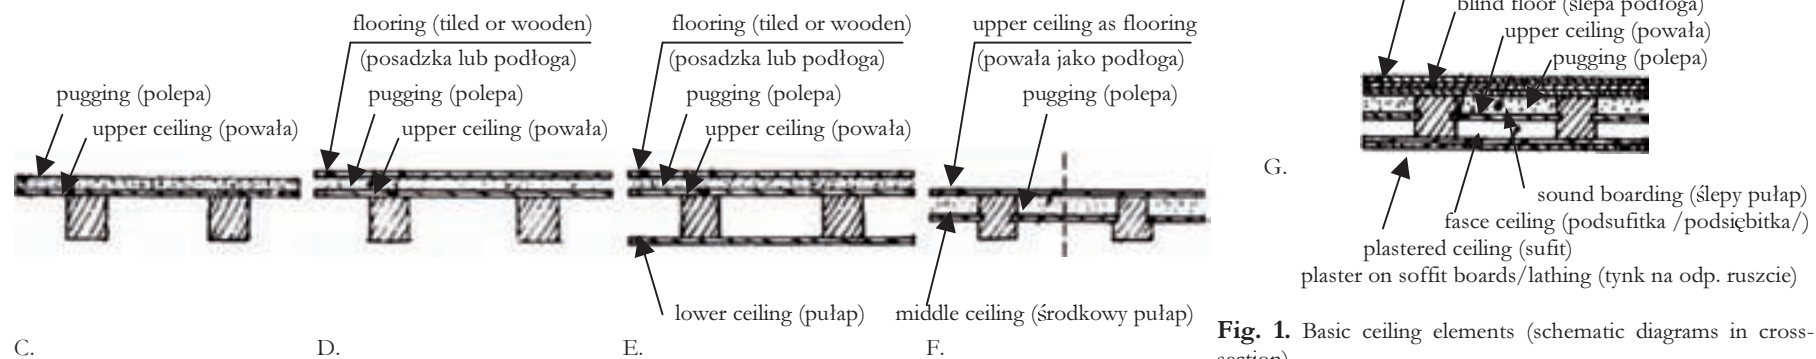 pugging (polepa)
upper ceiling (powała)
C.
flooring (tiled or wooden)
(posadzka lub podłoga)
pugging (polepa)
upper ceiling (powała)
D.
flooring (tiled or wooden)
(posadzka lub podłoga)
pugging (polepa)
upper ceiling (powała)
lower ceiling (pułap)
E.
upper ceiling as flooring
(powała jako podłoga)
pugging (polepa)
middle ceiling (środkowy pułap)
F.
blind floor (ślepa podłoga)
upper ceiling (powała)
pugging (polepa)
G.
sound boarding (ślepy pułap)
fasce ceiling (podsufitka /podsiębitka/)
plastered ceiling (sufit)
plaster on soffit boards/lathing (tynk na odp. ruszcie)
Fig. 1. Basic ceiling elements (schematic diagrams in cross-
section)